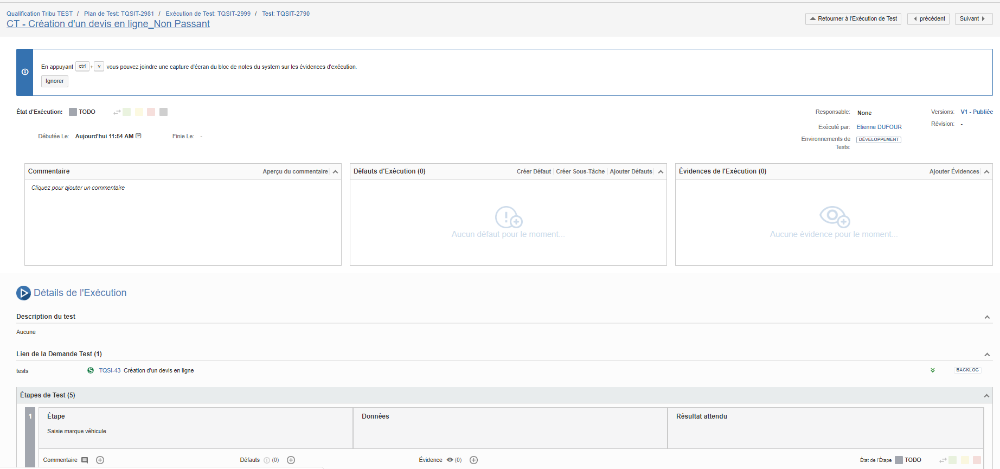 Qualification Tribu TEST / Plan de Test: TQSIT-2981 / Exécution de Test: TQSIT-2999 / Test: TQSIT-2790
CT - Création d'un devis en ligne_Non Passant
Retourner à l'Exécution de Test précédent Suivant
En appuyant ctrl + v vous pouvez joindre une capture d'écran du bloc de notes du system sur les évidences d'exécution.
Ignorer
État d'Exécution: TODO
Responsable: None
Versions: V1 - Publiée
Exécuté par: Etienne DUFOUR
Révision: -
Débutée Le: Aujourd'hui 11:54 AM Finie Le: -
Environnements de Tests: DÉVELOPPEMENT
Commentaire Aperçu du commentaire
Cliquez pour ajouter un commentaire
Défauts d'Exécution (0) Créer Défaut Créer Sous-Tâche Ajouter Défauts
Aucun défaut pour le moment...
Évidences de l'Exécution (0) Ajouter Évidences
Aucune évidence pour le moment...
Détails de l'Exécution
Description du test
Aucune
Lien de la Demande Test (1)
tests TQSI-43 Création d'un devis en ligne BACKLOG
Étapes de Test (5)
1 Étape Données Résultat attendu
Saisie marque véhicule
Commentaire Défauts (0) Évidence (0) État de l'Étape TODO